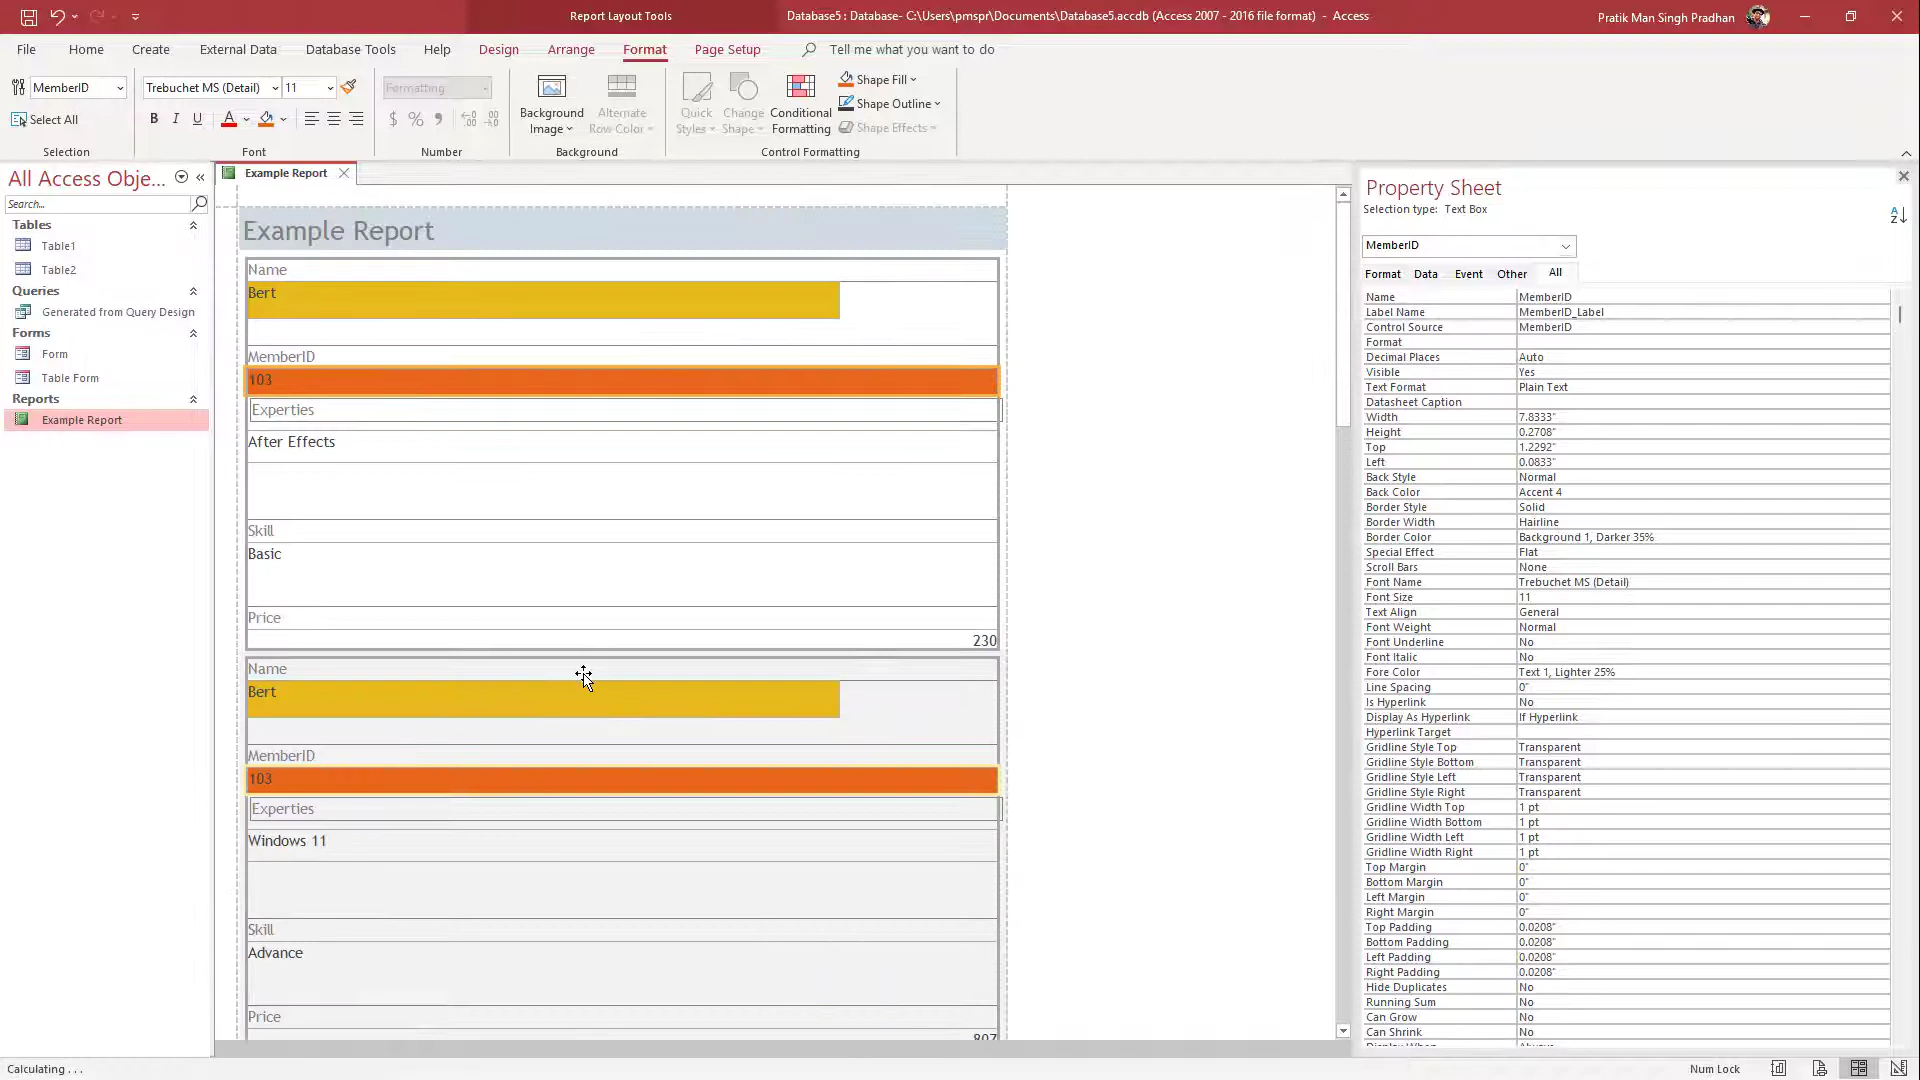 Report Layout Tools
Database5 : Database- C:\Users\pmspr\Documents\Database5.accdb (Access 2007 - 2016 file format) - Access
Pratik Man Singh Pradhan
File Home Create External Data Database Tools Help Design Arrange Format Page Setup Tell me what you want to do
MemberID
Select All
Selection
Trebuchet MS (Detail) 11
B I U A
Font
Formatting
$ % 9
Number
Background Image
Alternate Row Color
Background
Quick Styles
Change Shape
Conditional Formatting
Shape Fill
Shape Outline
Shape Effects
Control Formatting
All Access Obje...
Search...
Tables
Table1
Table2
Queries
Generated from Query Design
Forms
Form
Table Form
Reports
Example Report
Example Report
Example Report
Name
Bert
MemberID
103
Experties
After Effects
Skill
Basic
Price
230
Name
Bert
MemberID
103
Experties
Windows 11
Skill
Advance
Price
807
Property Sheet
Selection type: Text Box
MemberID
Format Data Event Other All
Name MemberID
Label Name MemberID_Label
Control Source MemberID
Format
Decimal Places Auto
Visible Yes
Text Format Plain Text
Datasheet Caption
Width 7.8333"
Height 0.2708"
Top 1.2292"
Left 0.0833"
Back Style Normal
Back Color Accent 4
Border Style Solid
Border Width Hairline
Border Color Background 1, Darker 35%
Special Effect Flat
Scroll Bars None
Font Name Trebuchet MS (Detail)
Font Size 11
Text Align General
Font Weight Normal
Font Underline No
Font Italic No
Fore Color Text 1, Lighter 25%
Line Spacing 0"
Is Hyperlink No
Display As Hyperlink If Hyperlink
Hyperlink Target
Gridline Style Top Transparent
Gridline Style Bottom Transparent
Gridline Style Left Transparent
Gridline Style Right Transparent
Gridline Width Top 1 pt
Gridline Width Bottom 1 pt
Gridline Width Left 1 pt
Gridline Width Right 1 pt
Top Margin 0"
Bottom Margin 0"
Left Margin 0"
Right Margin 0"
Top Padding 0.0208"
Bottom Padding 0.0208"
Left Padding 0.0208"
Right Padding 0.0208"
Hide Duplicates No
Running Sum No
Can Grow No
Can Shrink No
Display When Always
Calculating . . .
Num Lock